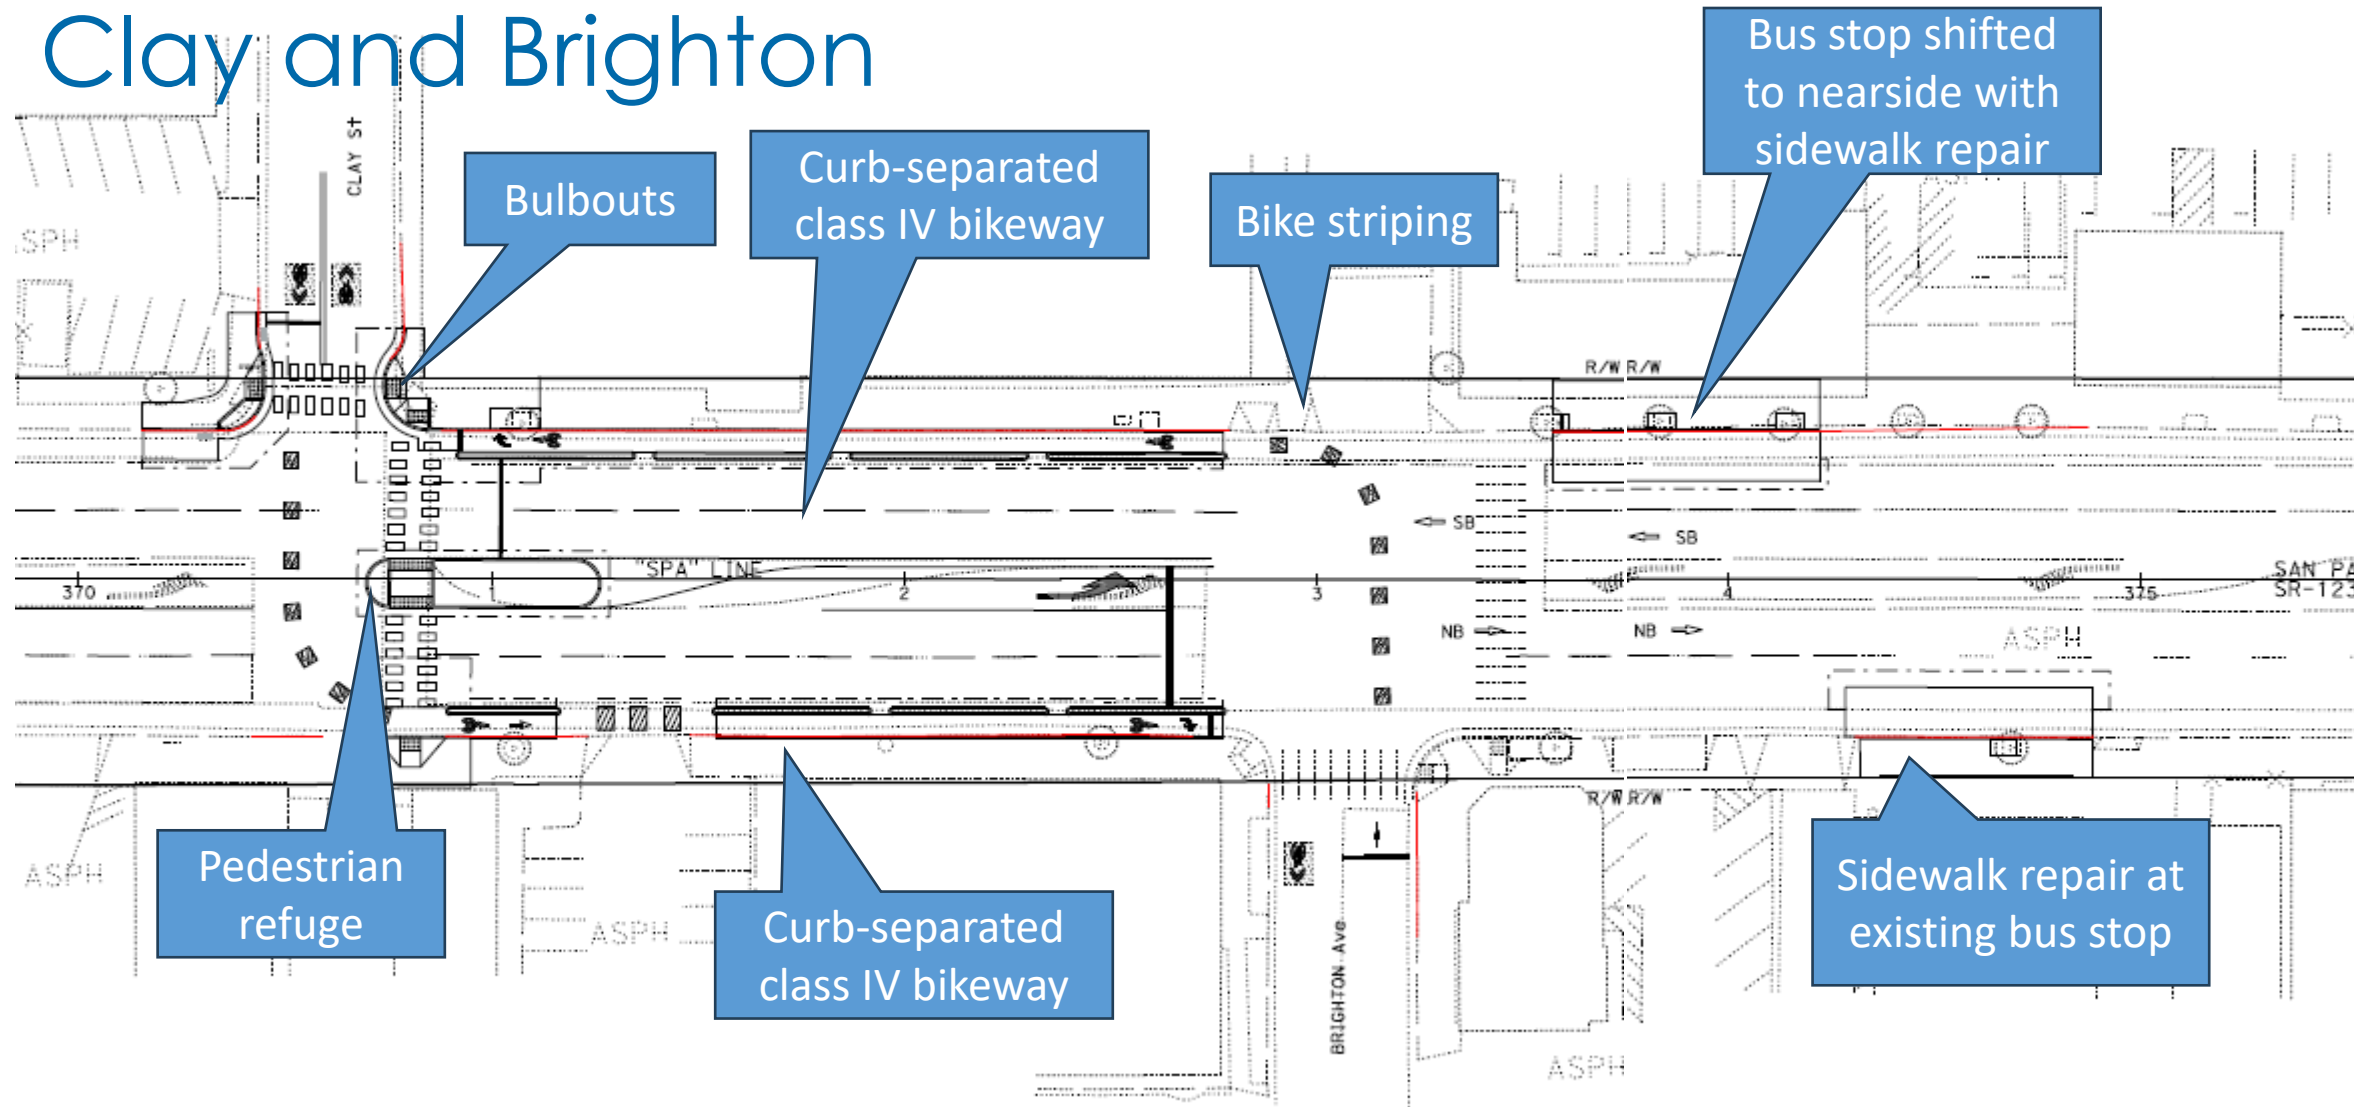 Clay and Brighton
Bus stop shifted
to nearside with
sidewalk repair
Curb-separated
class IV bikeway
Bulbouts
Bike striping
CLAY St
ASPH
R/W R/W
SB
SB
"SPA" LINE
370
1
2
3
4
375
SAN PA
SR-123
NB
NB
ASPH
R/W R/W
Pedestrian
refuge
ASPH
Curb-separated
class IV bikeway
ASPH
Sidewalk repair at
existing bus stop
BRIGHTON Ave
ASPH